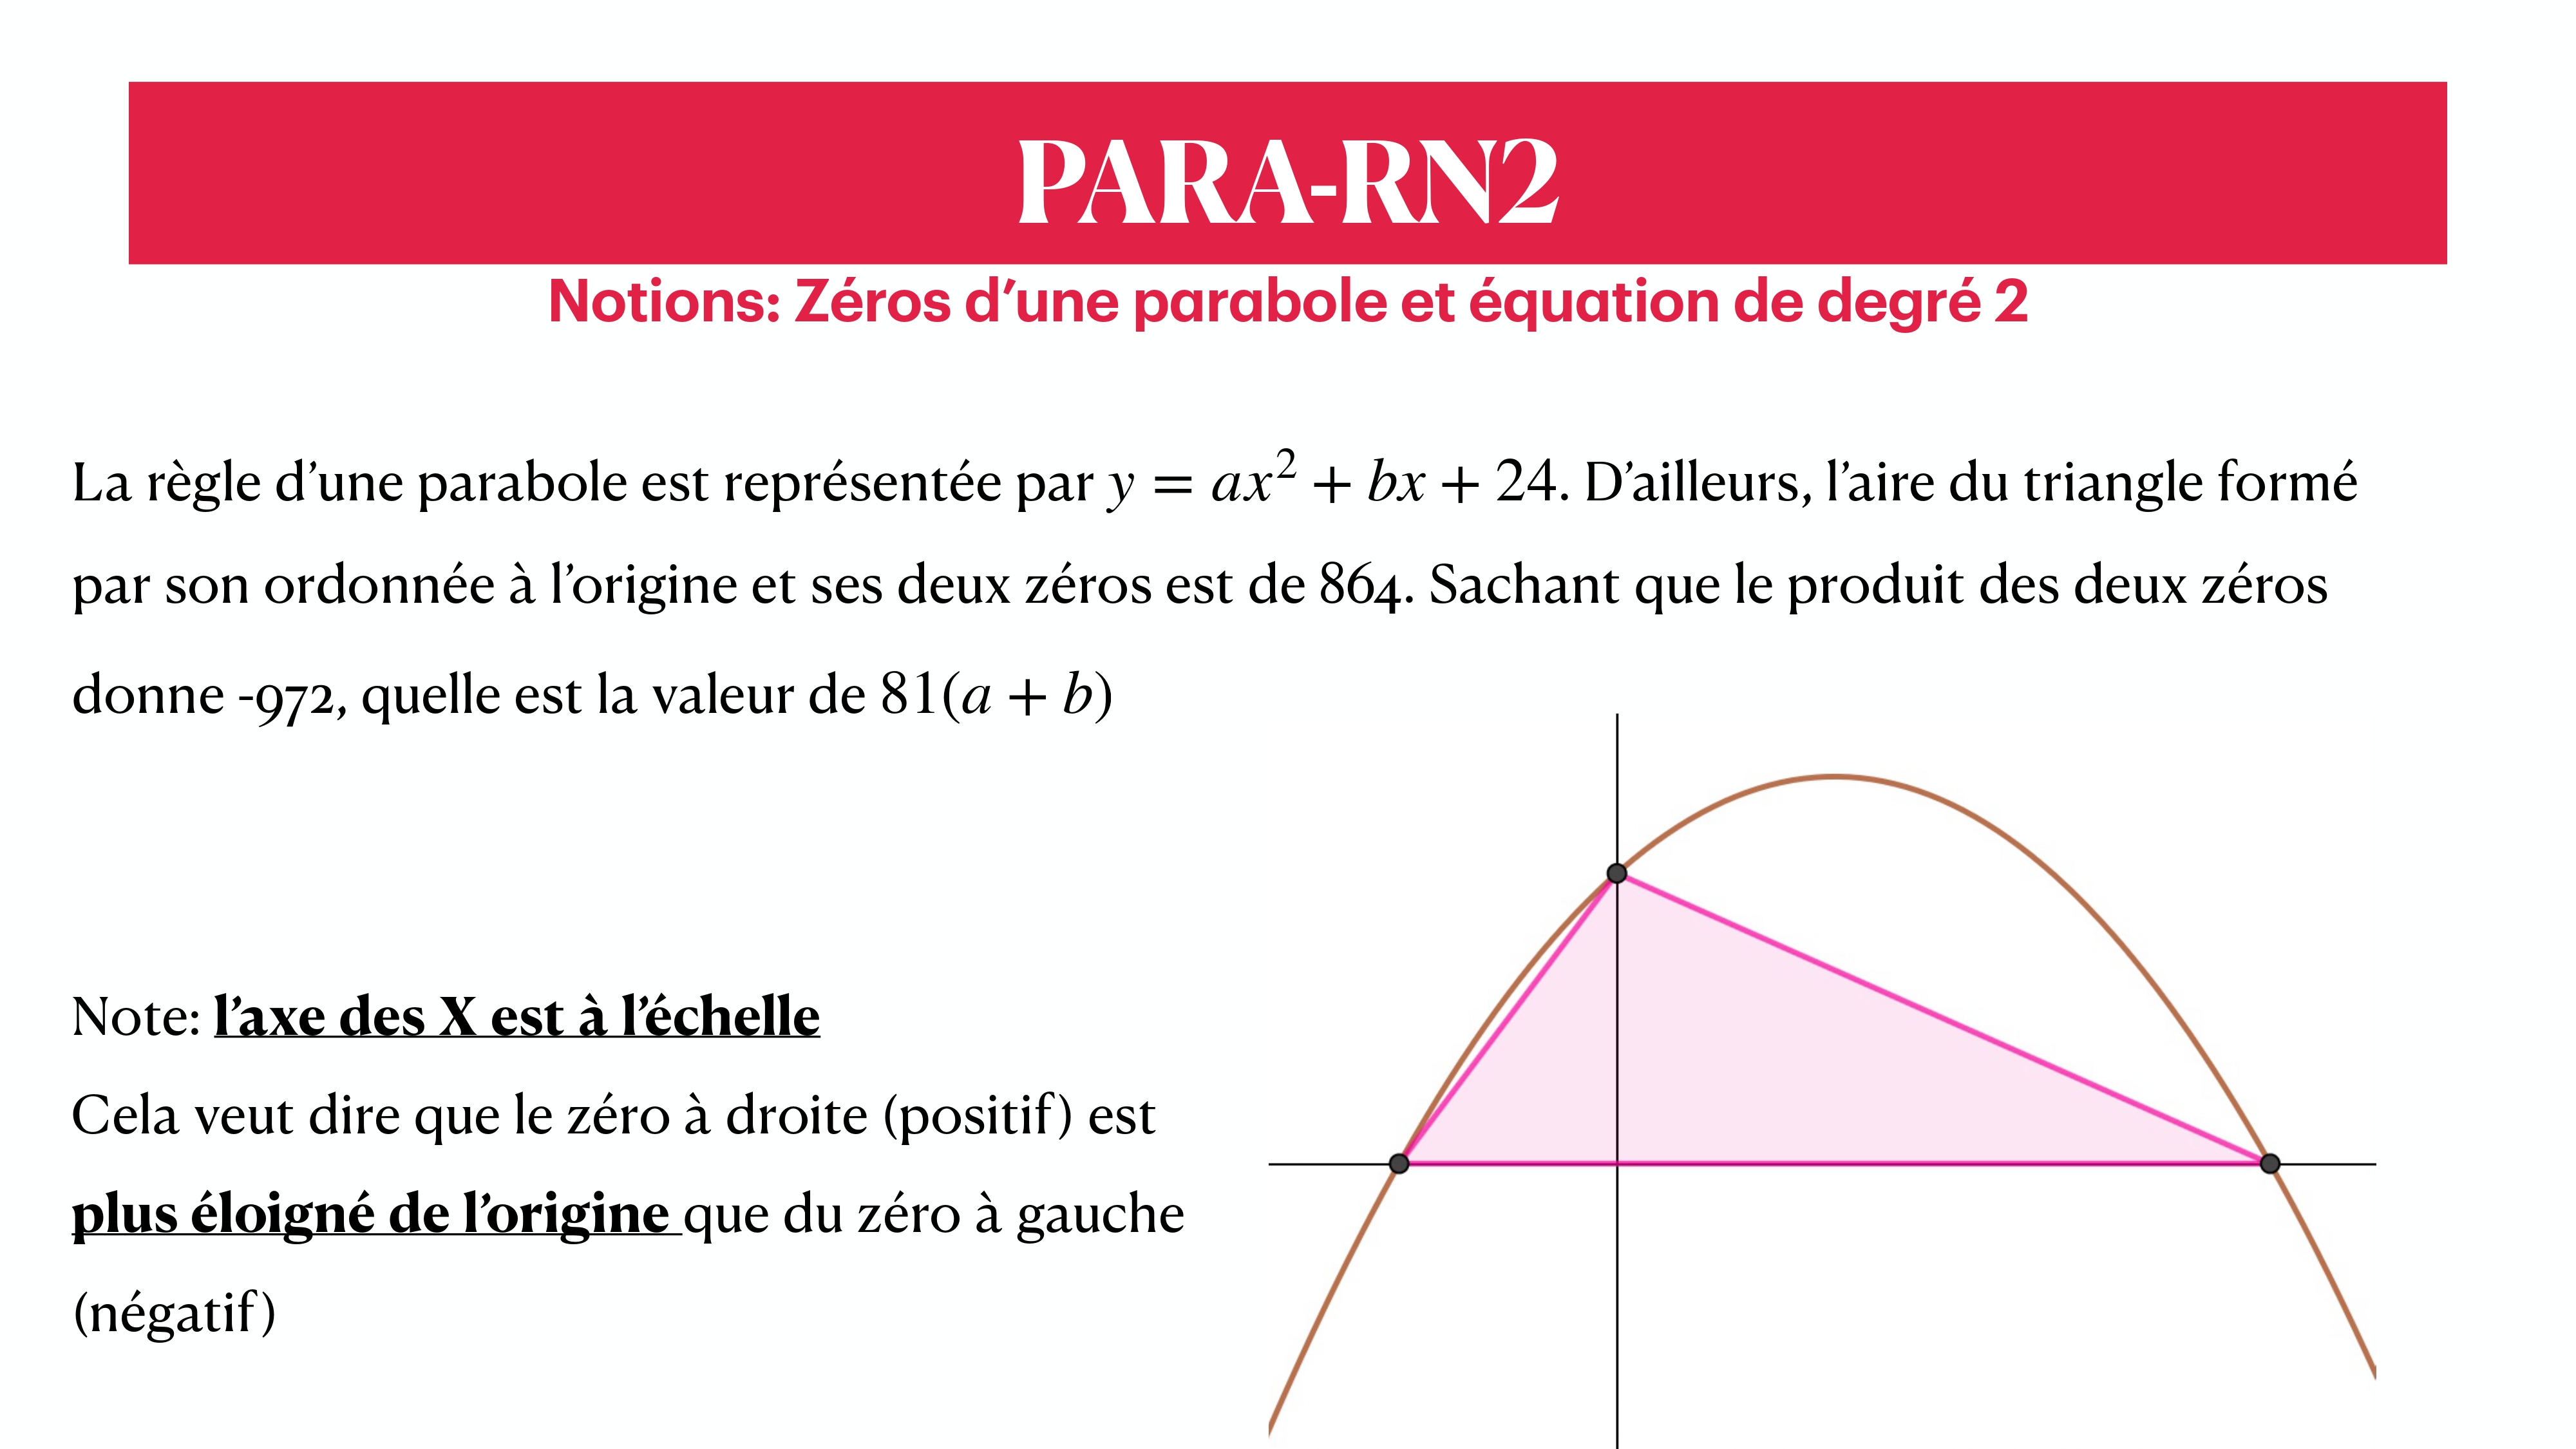 PARA-RN2
Notions: Zéros d’une parabole et équation de degré 2
La règle d’une parabole est représentée par y = ax² + bx + 24. D’ailleurs, l’aire du triangle formé
par son ordonnée à l’origine et ses deux zéros est de 864. Sachant que le produit des deux zéros
donne -972, quelle est la valeur de 81(a + b)
Note: l’axe des X est à l’échelle
Cela veut dire que le zéro à droite (positif) est
plus éloigné de l’origine que du zéro à gauche
(négatif)